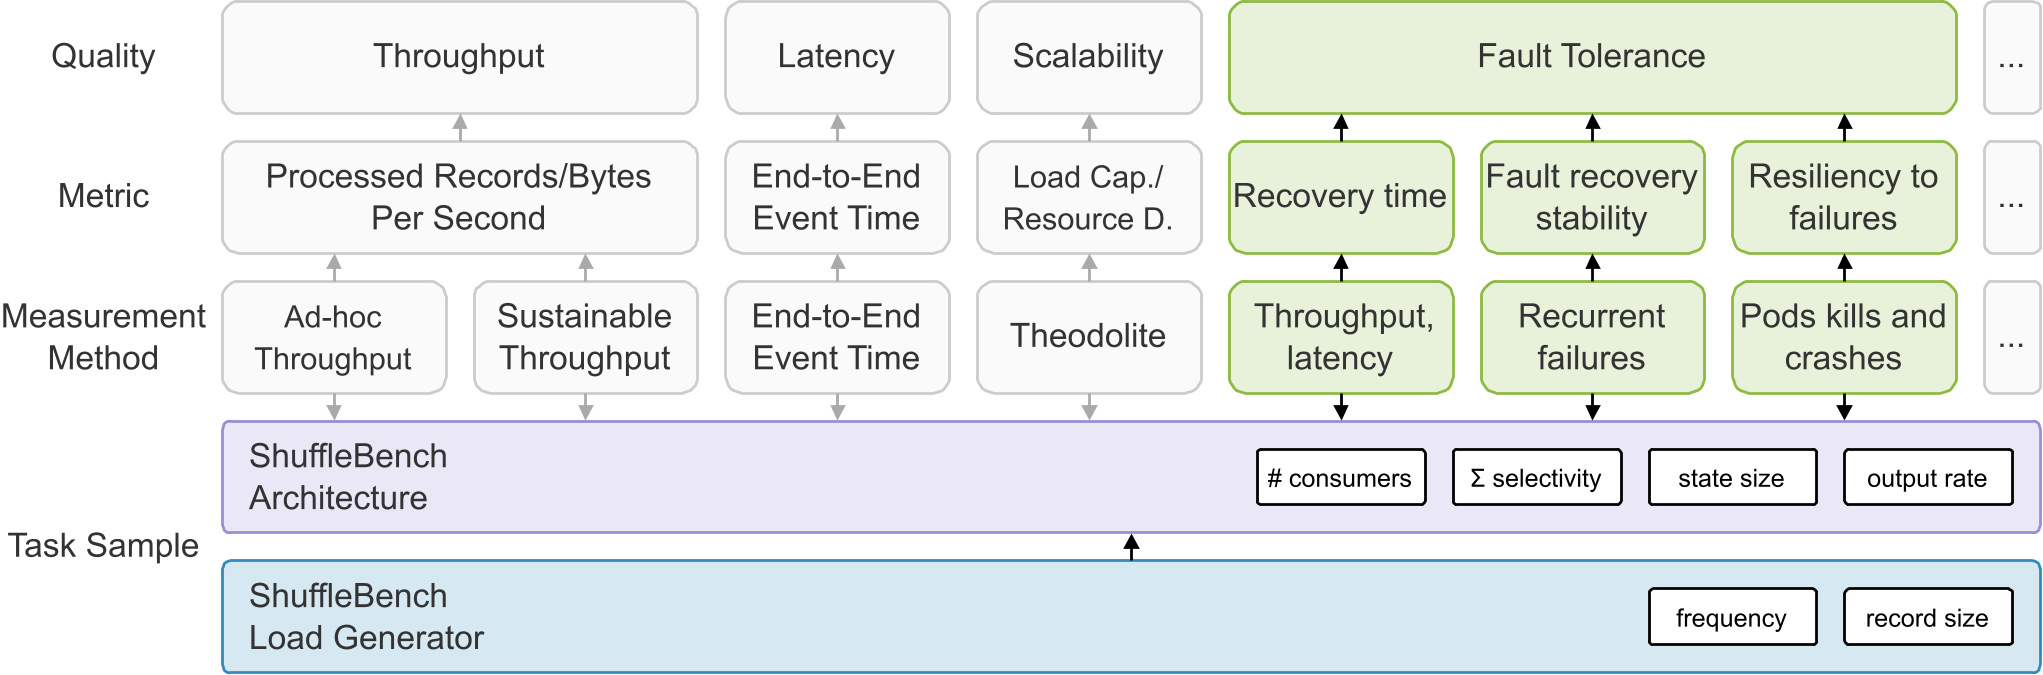 Quality
Throughput
Latency
Scalability
Fault Tolerance
...
Metric
Processed Records/Bytes
Per Second
End-to-End
Event Time
Load Cap./
Resource D.
Recovery time
Fault recovery
stability
Resiliency to
failures
...
Measurement
Method
Ad-hoc
Throughput
Sustainable
Throughput
End-to-End
Event Time
Theodolite
Throughput,
latency
Recurrent
failures
Pods kills and
crashes
...
Task Sample
ShuffleBench
Architecture
# consumers
Σ selectivity
state size
output rate
ShuffleBench
Load Generator
frequency
record size